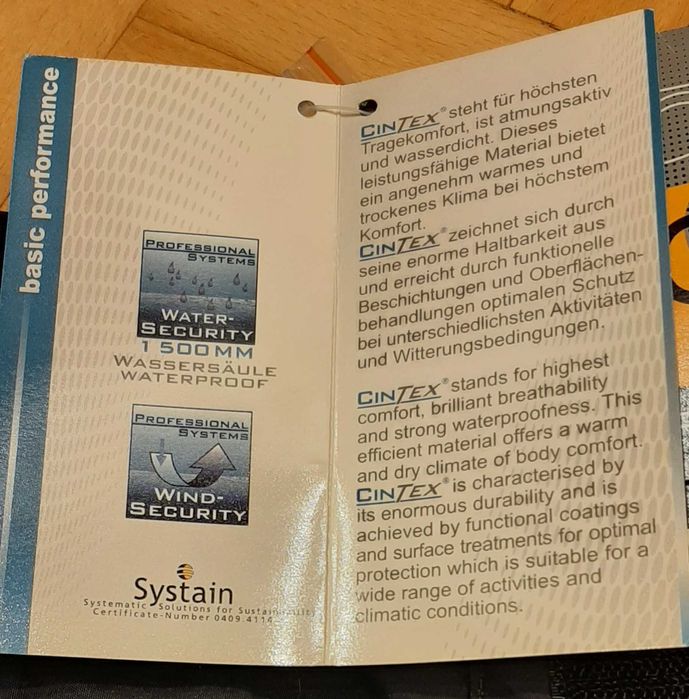 basic performance
PROFESSIONAL
SYSTEMS
WATER-
SECURITY
1 500 MM
WASSERSÄULE
WATERPROOF
PROFESSIONAL
SYSTEMS
WIND-
SECURITY
Systain
Systematic Solutions for Sustainability
Certificate-Number 0409.4114
CINTEX® steht für höchsten
Tragekomfort, ist atmungsaktiv
und wasserdicht. Dieses
leistungsfähige Material bietet
ein angenehm warmes und
trockenes Klima bei höchstem
Komfort.
CINTEX® zeichnet sich durch
seine enorme Haltbarkeit aus
und erreicht durch funktionelle
Beschichtungen und Oberflächen-
behandlungen optimalen Schutz
bei unterschiedlichsten Aktivitäten
und Witterungsbedingungen.
CINTEX® stands for highest
comfort, brilliant breathability
and strong waterproofness. This
efficient material offers a warm
and dry climate of body comfort.
CINTEX® is characterised by
its enormous durability and is
achieved by functional coatings
and surface treatments for optimal
protection which is suitable for a
wide range of activities and
climatic conditions.